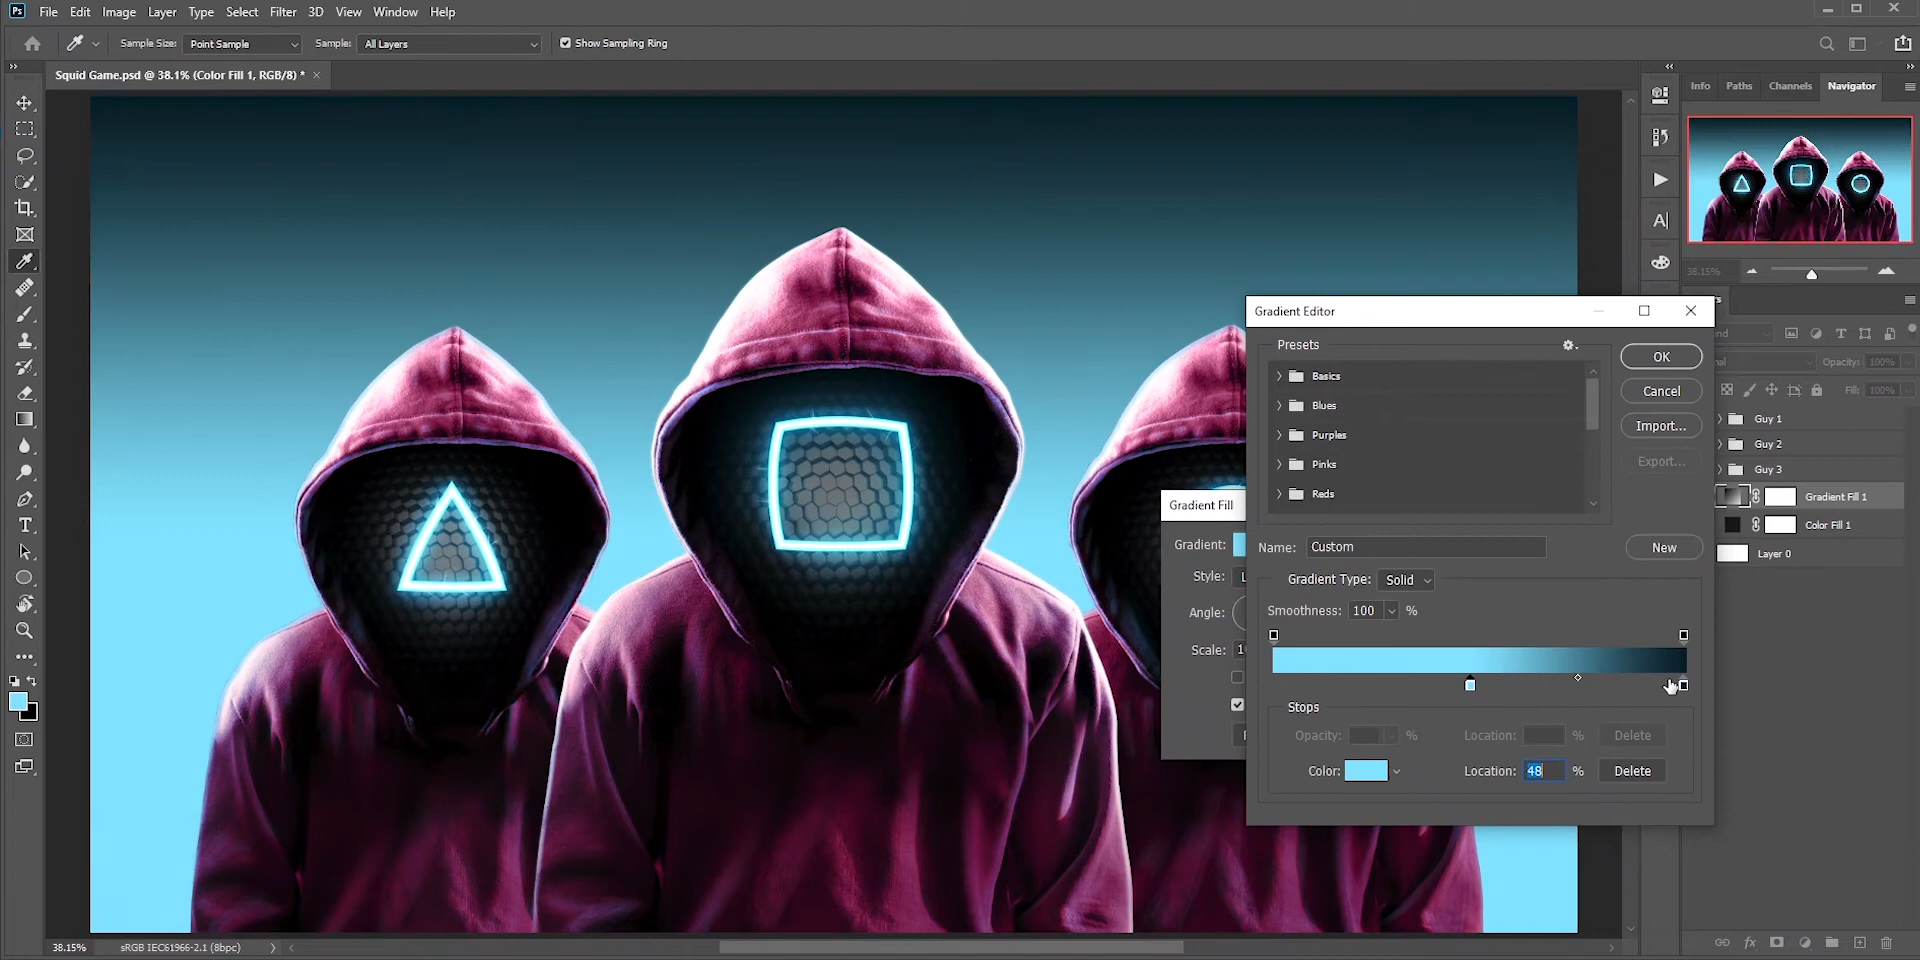 Ps File Edit Image Layer Type Select Filter 3D View Window Help
Sample Size: Point Sample Sample: All Layers Show Sampling Ring
Squid Game.psd @ 38.1% (Color Fill 1, RGB/8) *
Info Paths Channels Navigator
38.15%
Gradient Editor
Presets
OK
Basics
Cancel
Blues
Import...
Purples
Export...
Pinks
Reds
Opacity: 100%
Fill: 100%
Guy 1
Guy 2
Guy 3
Gradient Fill 1
Color Fill 1
Layer 0
Gradient Fill
Gradient:
Style:
Angle:
Scale:
Name: Custom
New
Gradient Type: Solid
Smoothness: 100 %
Stops
Opacity: % Location: % Delete
Color: Location: 48 % Delete
38.15% sRGB IEC61966-2.1 (8bpc)